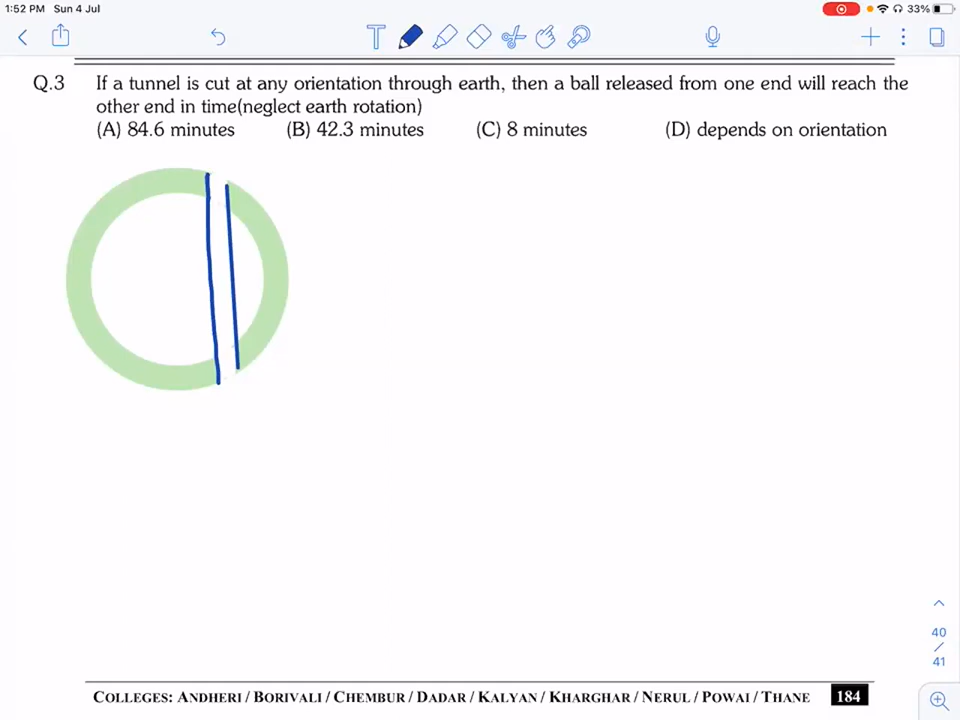 1:52 PM Sun 4 Jul
33%
T
Q.3 If a tunnel is cut at any orientation through earth, then a ball released from one end will reach the
other end in time(neglect earth rotation)
(A) 84.6 minutes (B) 42.3 minutes (C) 8 minutes (D) depends on orientation
40
/
41
COLLEGES: ANDHERI / BORIVALI / CHEMBUR / DADAR / KALYAN / KHARGHAR / NERUL / POWAI / THANE 184